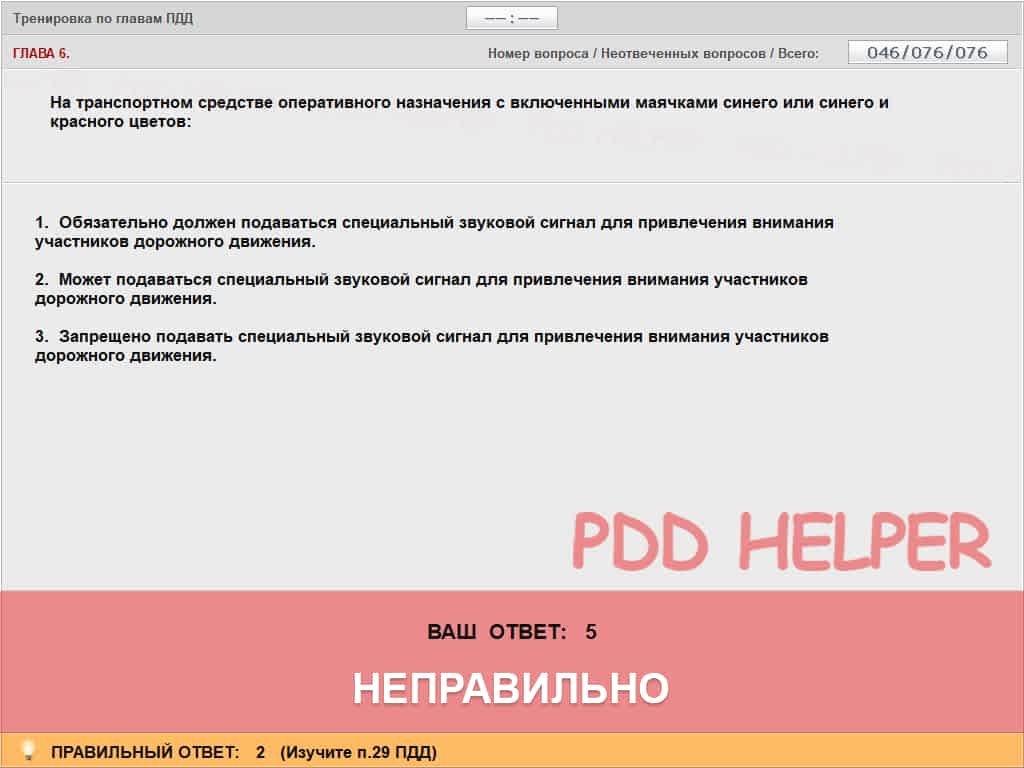 Тренировка по главам ПДД
–– : ––
ГЛАВА 6.
Номер вопроса / Неотвеченных вопросов / Всего:
046/076/076
На транспортном средстве оперативного назначения с включенными маячками синего или синего и
красного цветов:
1. Обязательно должен подаваться специальный звуковой сигнал для привлечения внимания
участников дорожного движения.
2. Может подаваться специальный звуковой сигнал для привлечения внимания участников
дорожного движения.
3. Запрещено подавать специальный звуковой сигнал для привлечения внимания участников
дорожного движения.
PDD HELPER
ВАШ ОТВЕТ: 5
НЕПРАВИЛЬНО
ПРАВИЛЬНЫЙ ОТВЕТ: 2 (Изучите п.29 ПДД)